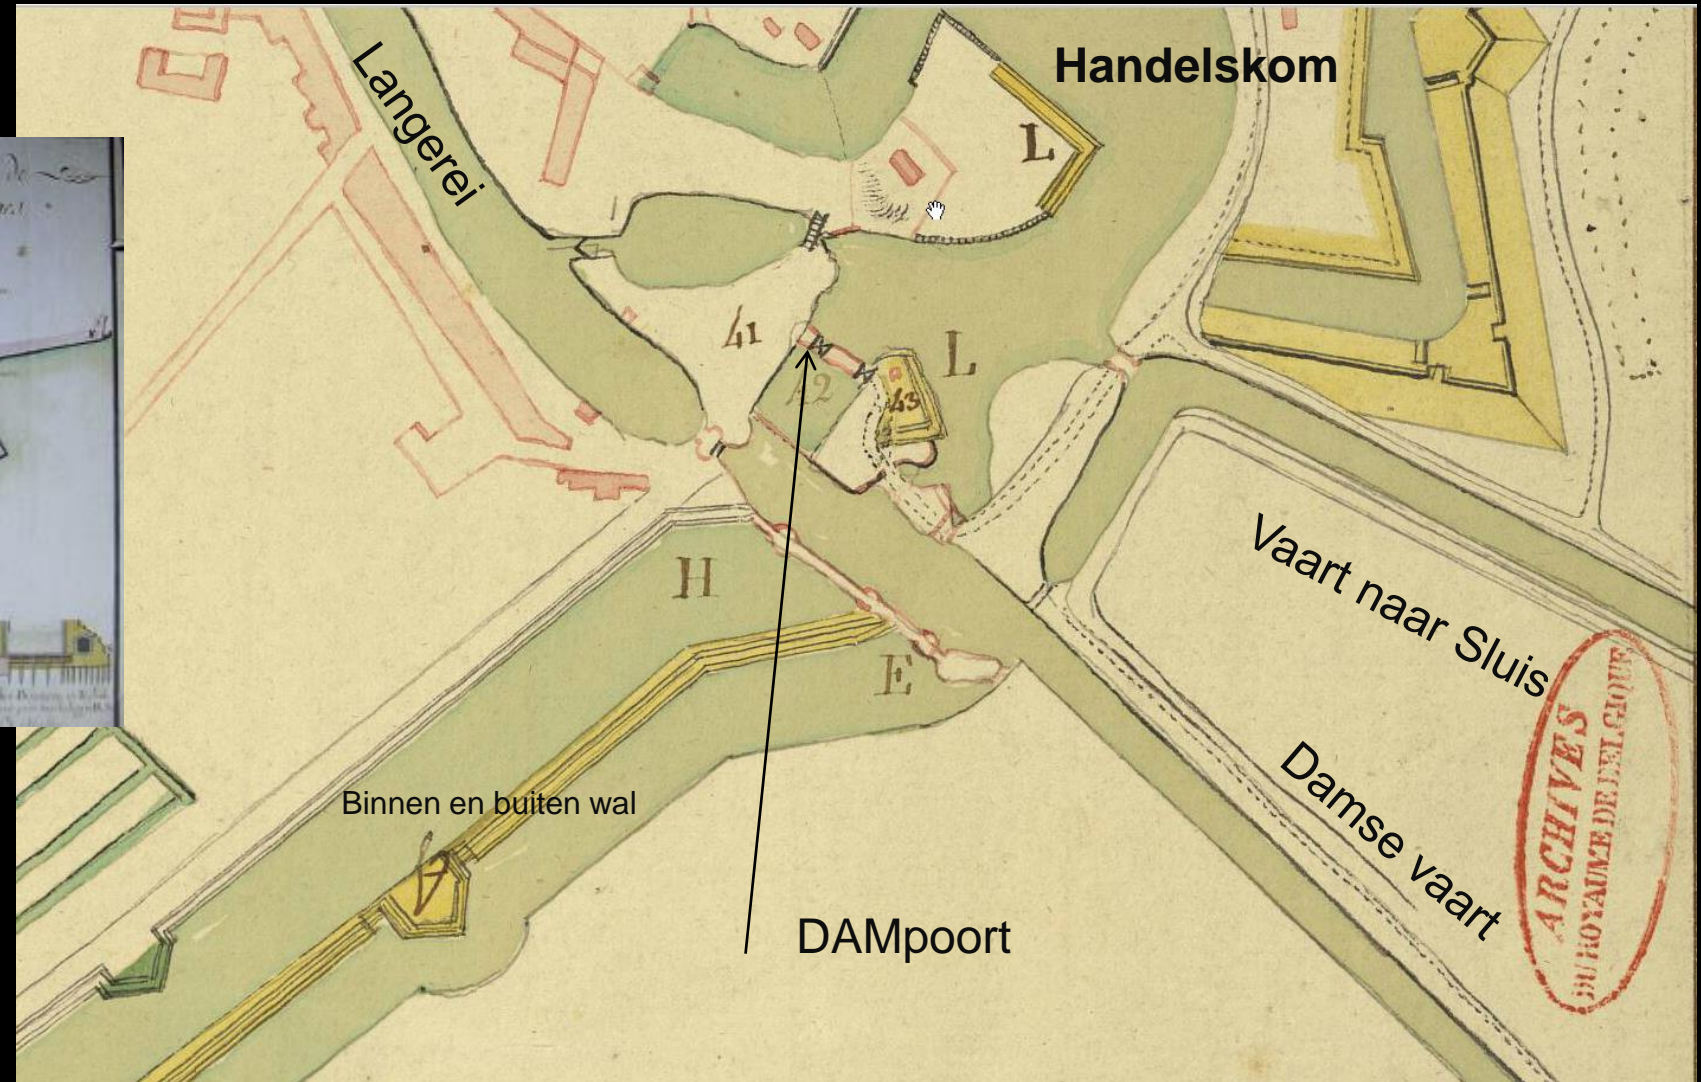 Langerei
Handelskom
L
de
41
L
42
43
H
E
Vaart naar Sluis
Binnen en buiten wal
A
Damse vaart
DAMpoort
ARCHIVES
DU ROYAUME DE BELGIQUE